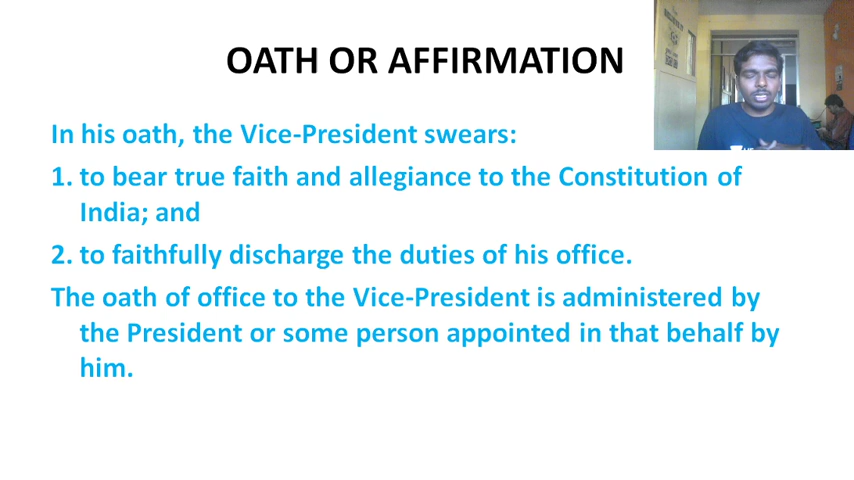 OATH OR AFFIRMATION
In his oath, the Vice-President swears:
1. to bear true faith and allegiance to the Constitution of
India; and
2. to faithfully discharge the duties of his office.
The oath of office to the Vice-President is administered by
the President or some person appointed in that behalf by
him.